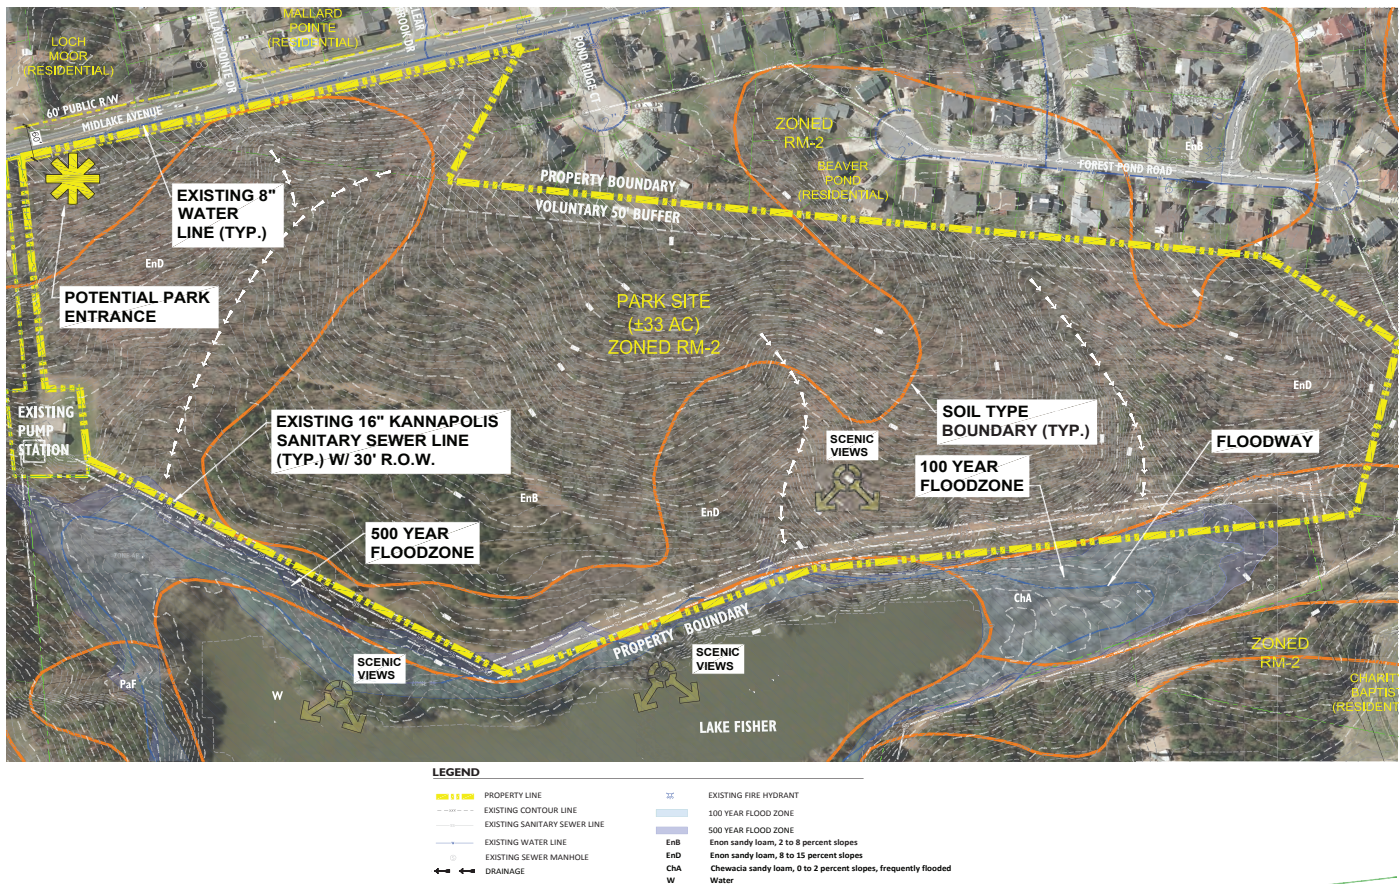 LOCH
MOOR
(RESIDENTIAL)
MALLARD
POINTE
(RESIDENTIAL)
MALLARD POINTE DR
CLEAR
BROOK DR
60' PUBLIC R/W
MIDLAKE AVENUE
POND RIDGE CT
ZONED
RM-2
BEAVER
POND
(RESIDENTIAL)
EnB
FOREST POND ROAD
PROPERTY BOUNDARY
VOLUNTARY 50' BUFFER
EXISTING 8"
WATER
LINE (TYP.)
EnD
POTENTIAL PARK
ENTRANCE
PARK SITE
(±33 AC)
ZONED RM-2
EnD
EXISTING
PUMP
STATION
EXISTING 16" KANNAPOLIS
SANITARY SEWER LINE
(TYP.) W/ 30' R.O.W.
SOIL TYPE
BOUNDARY (TYP.)
SCENIC
VIEWS
FLOODWAY
100 YEAR
FLOODZONE
EnB
EnD
500 YEAR
FLOODZONE
ChA
PROPERTY BOUNDARY
SCENIC
VIEWS
SCENIC
VIEWS
PaF
W
LAKE FISHER
ZONED
RM-2
CHARIT
BAPTIS
(RESIDENT
LEGEND
PROPERTY LINE
EXISTING CONTOUR LINE
EXISTING SANITARY SEWER LINE
EXISTING WATER LINE
EXISTING SEWER MANHOLE
DRAINAGE
EXISTING FIRE HYDRANT
100 YEAR FLOOD ZONE
500 YEAR FLOOD ZONE
EnB Enon sandy loam, 2 to 8 percent slopes
EnD Enon sandy loam, 8 to 15 percent slopes
ChA Chewacia sandy loam, 0 to 2 percent slopes, frequently flooded
W Water